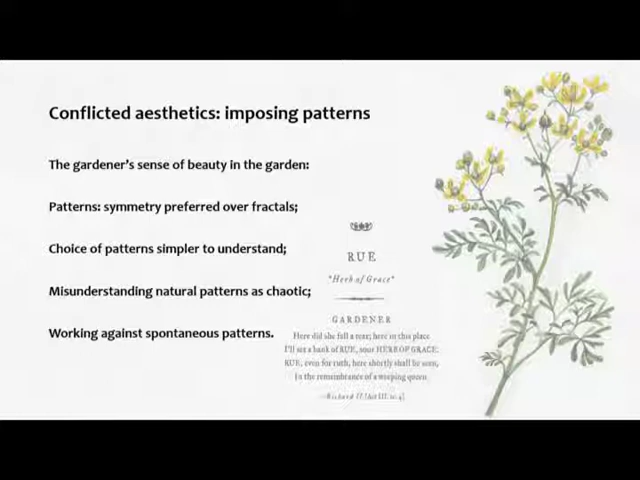 Conflicted aesthetics: imposing patterns
The gardener's sense of beauty in the garden:
Patterns: symmetry preferred over fractals;
Choice of patterns simpler to understand;
Misunderstanding natural patterns as chaotic;
Working against spontaneous patterns.
RUE
"Herb of Grace"
GARDENER
Here did she fall a tear; here in this place
I'll set a bank of RUE, sour HERB OF GRACE:
RUE, even for ruth, here shortly shall be seen,
In the remembrance of a weeping queen.
—Richard II [Act III, sc. 4]